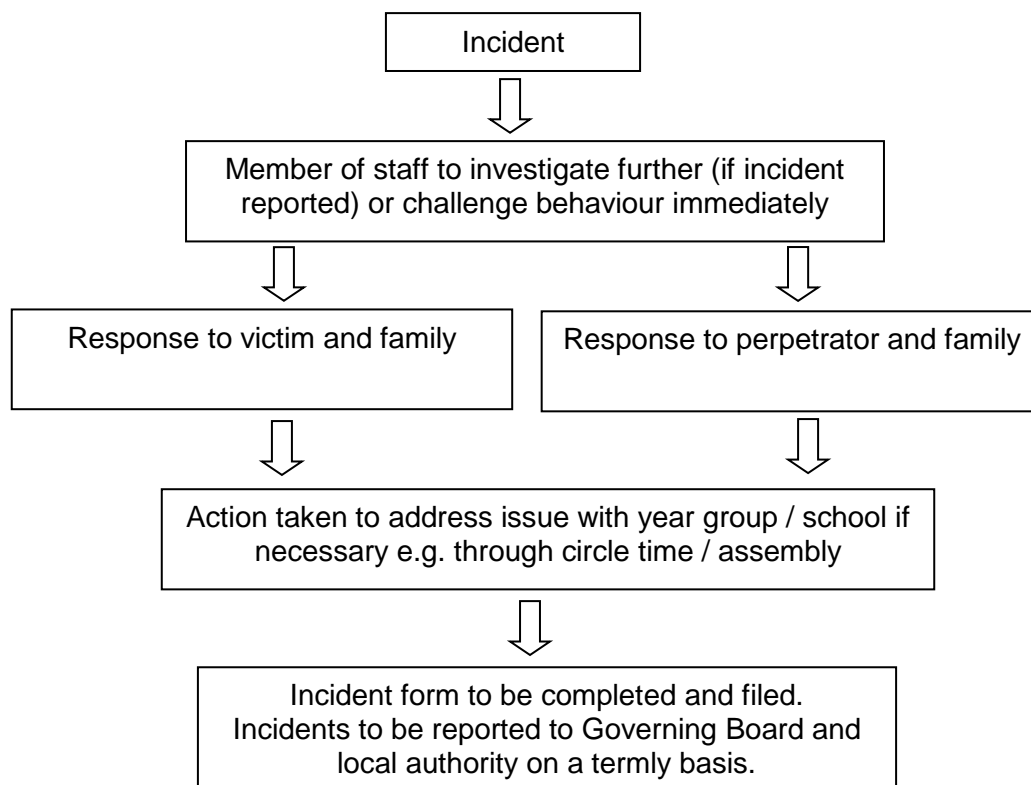 Incident
Member of staff to investigate further (if incident
reported) or challenge behaviour immediately
Response to victim and family
Response to perpetrator and family
Action taken to address issue with year group / school if
necessary e.g. through circle time / assembly
Incident form to be completed and filed.
Incidents to be reported to Governing Board and
local authority on a termly basis.